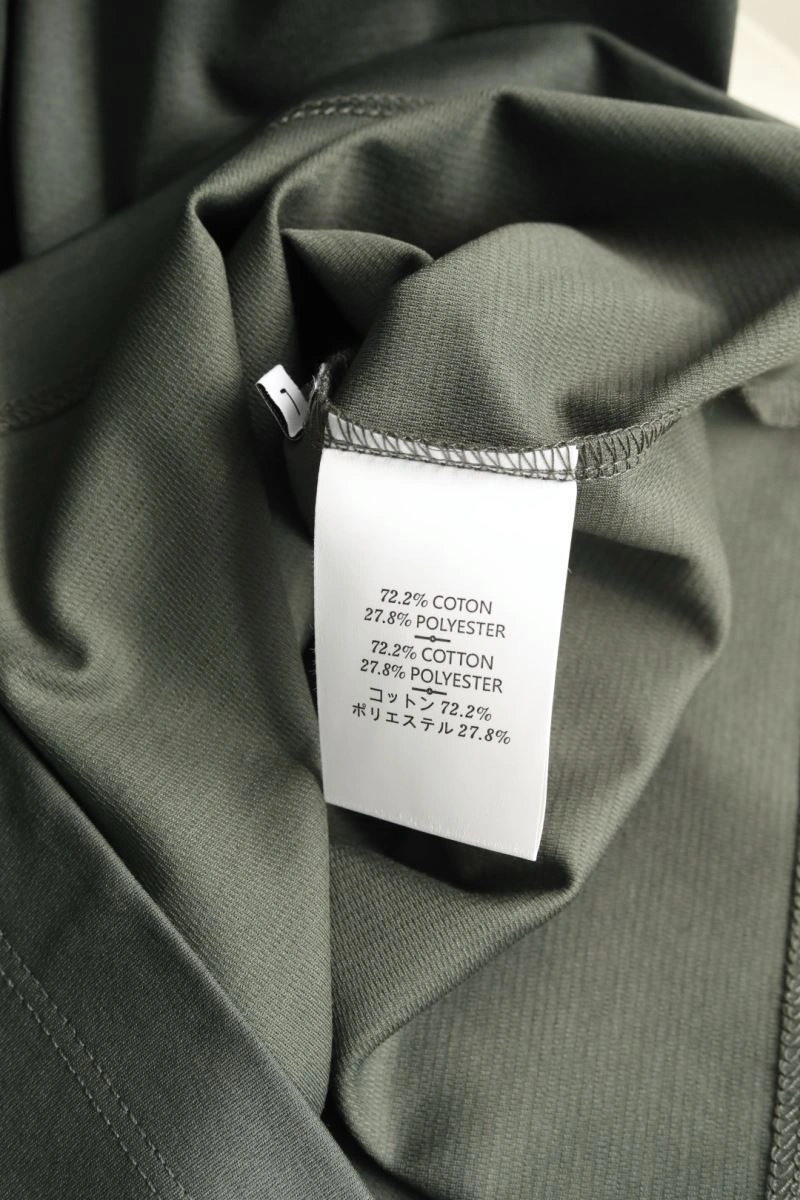 72.2% COTON
27.8% POLYESTER
72.2% COTTON
27.8% POLYESTER
コットン 72.2%
ポリエステル 27.8%